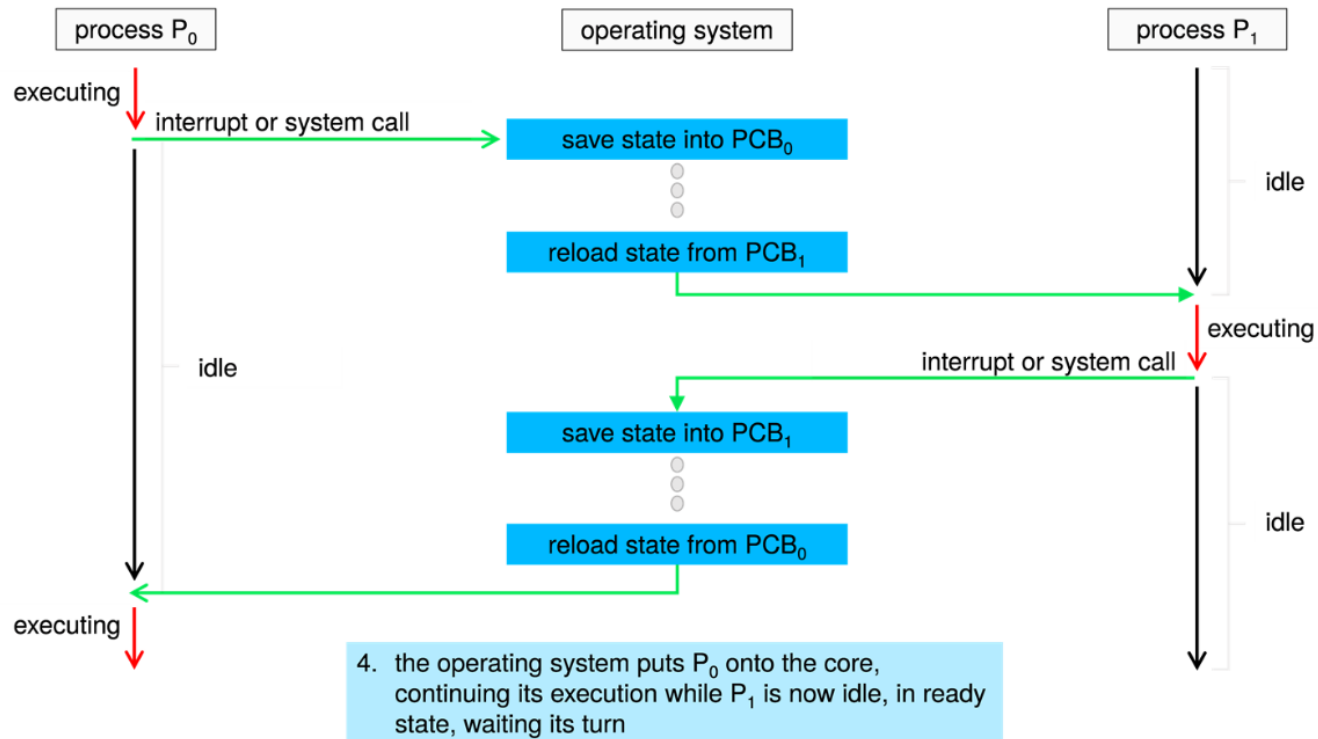 process P₀
operating system
process P₁
executing
interrupt or system call
save state into PCB₀
idle
reload state from PCB₁
executing
idle
interrupt or system call
save state into PCB₁
idle
reload state from PCB₀
executing
4. the operating system puts P₀ onto the core,
continuing its execution while P₁ is now idle, in ready
state, waiting its turn